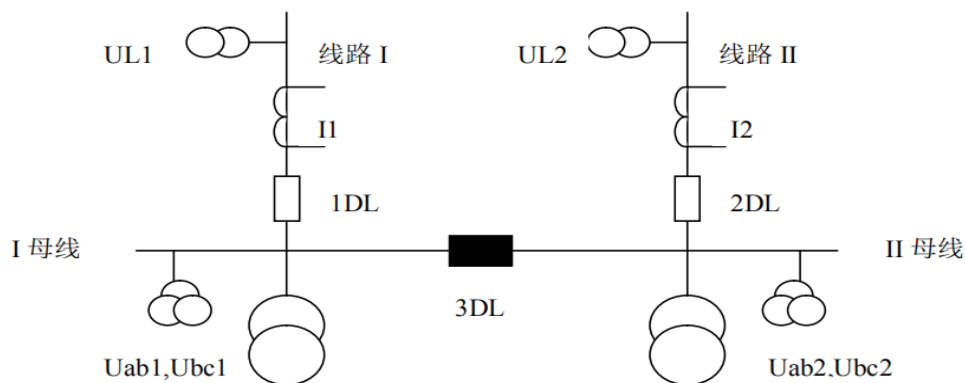 UL1
线路 I
UL2
线路 II
I1
I2
1DL
2DL
I 母线
II 母线
3DL
Uab1,Ubc1
Uab2.Ubc2